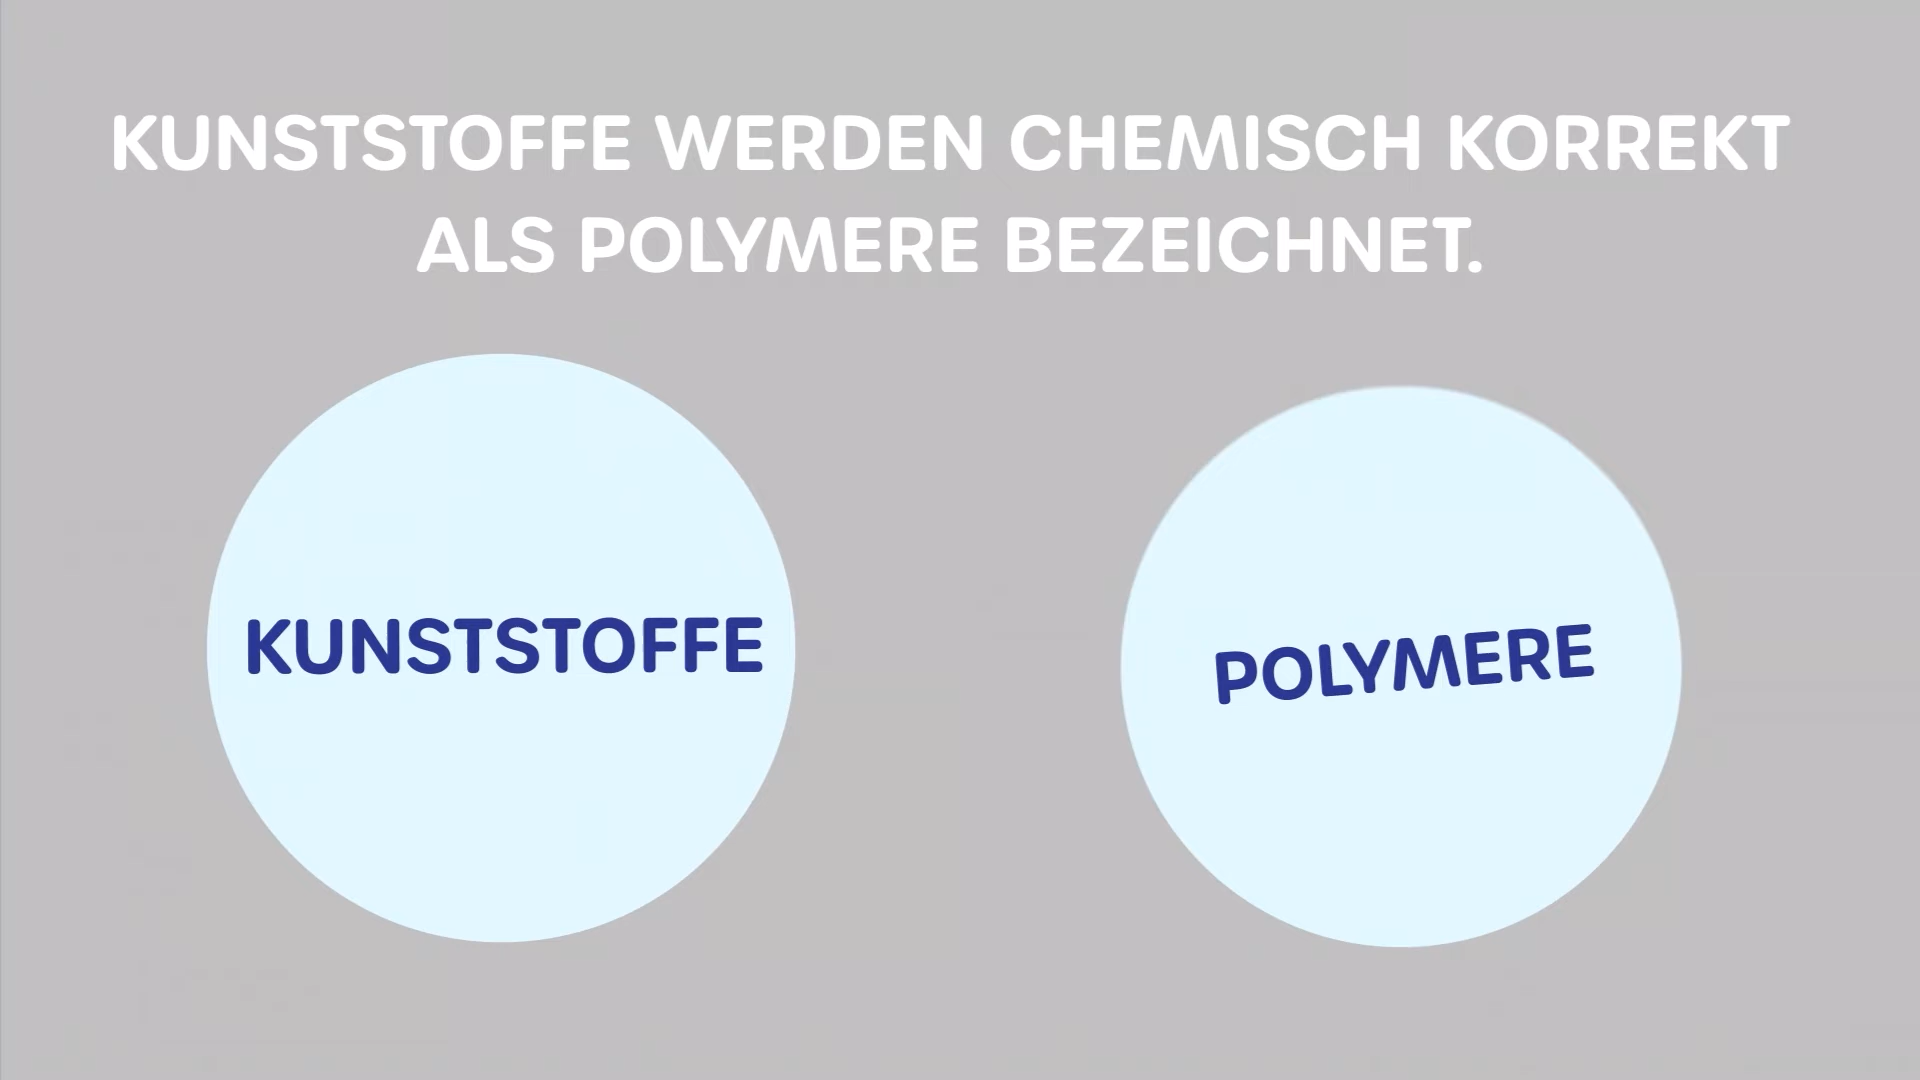 KUNSTSTOFFE WERDEN CHEMISCH KORREKT
ALS POLYMERE BEZEICHNET.
KUNSTSTOFFE
POLYMERE